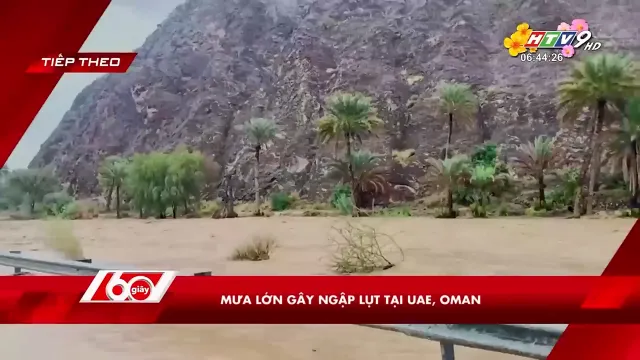 TIẾP THEO
HTV9 HD
06:44:26
60 giây
MƯA LỚN GÂY NGẬP LỤT TẠI UAE, OMAN